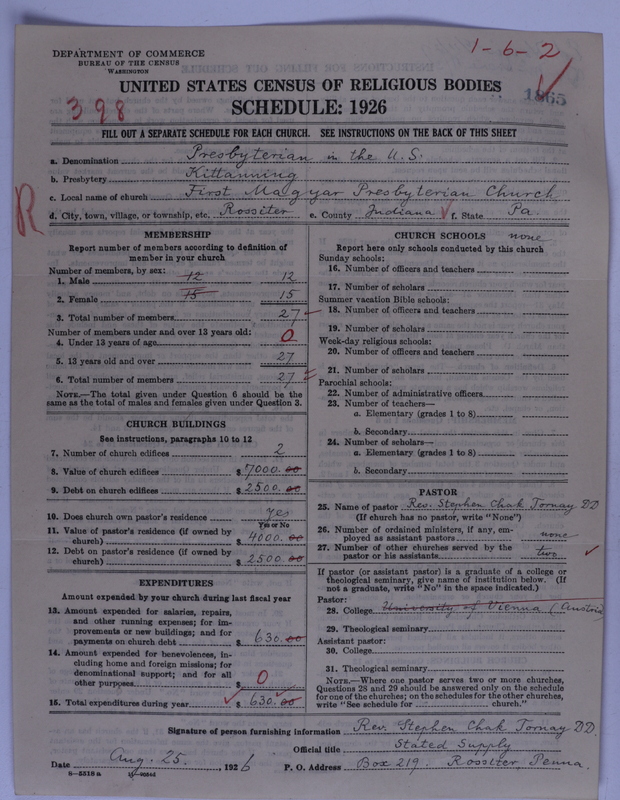 1-6-2
DEPARTMENT OF COMMERCE
BUREAU OF THE CENSUS
WASHINGTON
UNITED STATES CENSUS OF RELIGIOUS BODIES
1865
398
SCHEDULE: 1926
FILL OUT A SEPARATE SCHEDULE FOR EACH CHURCH. SEE INSTRUCTIONS ON THE BACK OF THIS SHEET
a. Denomination Presbyterian in the U.S.
b. Presbytery Kittanning
c. Local name of church First Magyar Presbyterian Church
R
d. City, town, village, or township, etc. Rossiter e. County Indiana f. State Pa.
MEMBERSHIP
Report number of members according to definition of
member in your church
Number of members, by sex:
1. Male 12 12
2. Female 15 15
3. Total number of members 27
Number of members under and over 13 years old:
4. Under 13 years of age 0
5. 13 years old and over 27
6. Total number of members 27
NOTE.—The total given under Question 6 should be
same as the total of males and females given under Question 3.
CHURCH BUILDINGS
See instructions, paragraphs 10 to 12
7. Number of church edifices 2
8. Value of church edifices $ 7000.00
9. Debt on church edifices $ 2500.00
10. Does church own pastor's residence yes
Yes or No
11. Value of pastor's residence (if owned by
church) $ 4000.00
12. Debt on pastor's residence (if owned by
church) $ 2500.00
EXPENDITURES
Amount expended by your church during last fiscal year
13. Amount expended for salaries, repairs,
and other running expenses; for im-
provements or new buildings; and for
payments on church debt $ 630.00
14. Amount expended for benevolences, in-
cluding home and foreign missions; for
denominational support; and for all
other purposes $ 0
15. Total expenditures during year $ 630.00
CHURCH SCHOOLS none
Report here only schools conducted by this church
Sunday schools:
16. Number of officers and teachers
17. Number of scholars
Summer vacation Bible schools:
18. Number of officers and teachers
19. Number of scholars
Week-day religious schools:
20. Number of officers and teachers
21. Number of scholars
Parochial schools:
22. Number of administrative officers
23. Number of teachers—
a. Elementary (grades 1 to 8)
b. Secondary
24. Number of scholars—
a. Elementary (grades 1 to 8)
b. Secondary
PASTOR
25. Name of pastor Rev. Stephen Chak Tornay DD
(If church has no pastor, write "None")
26. Number of ordained ministers, if any, em-
ployed as assistant pastors none
27. Number of other churches served by the
pastor or his assistants two
If pastor (or assistant pastor) is a graduate of a college or
theological seminary, give name of institution below. (If
not a graduate, write "No" in the space indicated.)
Pastor:
28. College University of Vienna (Austria
29. Theological seminary
Assistant pastor:
30. College
31. Theological seminary
NOTE.—Where one pastor serves two or more churches,
Questions 28 and 29 should be answered only on the schedule
for one of the churches; on the schedules for the other churches,
write "See schedule for church."
Signature of person furnishing information Rev. Stephen Chak Tornay DD.
Official title Stated Supply
Date Aug. 25., 1926 P. O. Address Box 219. Rossiter, Penna.
8-5518 a